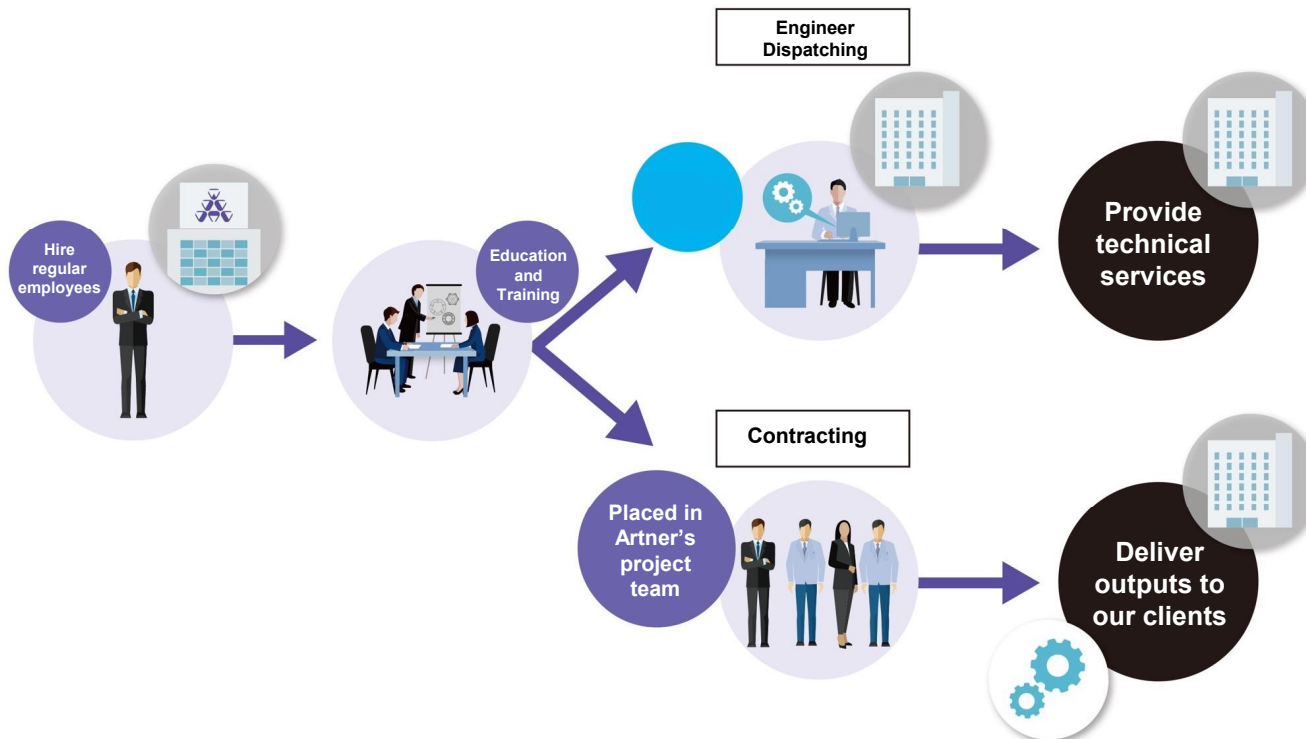 Engineer
Dispatching
Hire
regular
employees
Education
and
Training
Provide
technical
services
Contracting
Placed in
Artner’s
project
team
Deliver
outputs to
our clients